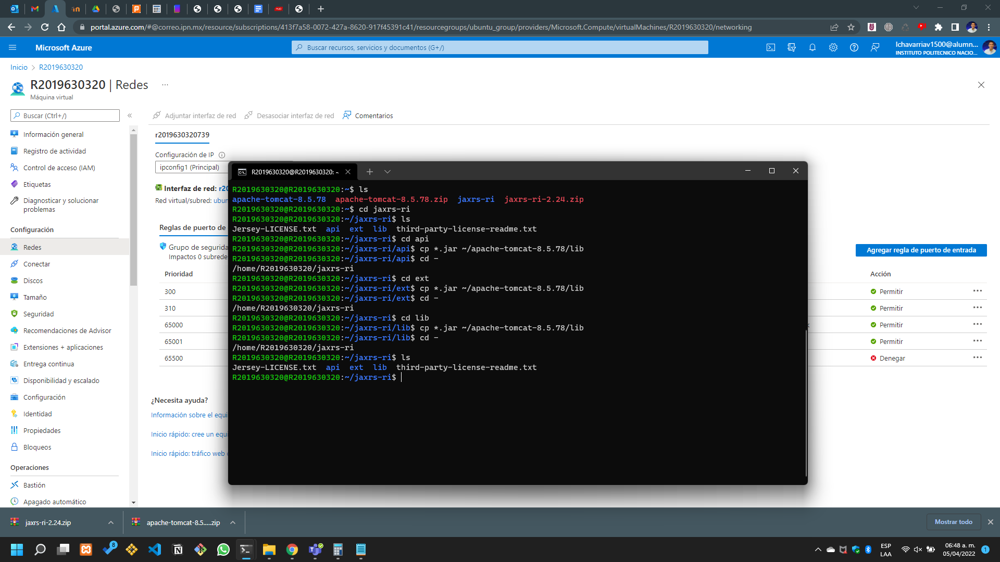 portal.azure.com/#@correo.ipn.mx/resource/subscriptions/413f7a58-0072-427a-8620-917f45391c41/resourcegroups/ubuntu_group/providers/Microsoft.Compute/virtualMachines/R2019630320/networking
Microsoft Azure
Buscar recursos, servicios y documentos (G+/)
lchavarriav1500@alumn...
INSTITUTO POLITECNICO NACIO...
Inicio > R2019630320
R2019630320 | Redes ...
Máquina virtual
Buscar (Ctrl+/)
«
Adjuntar interfaz de red
Desasociar interfaz de red
Comentarios
Información general
Registro de actividad
Control de acceso (IAM)
Etiquetas
Diagnosticar y solucionar
problemas
Configuración
Redes
Conectar
Discos
Tamaño
Seguridad
Recomendaciones de Advisor
Extensiones + aplicaciones
Entrega continua
Disponibilidad y escalado
Configuración
Identidad
Propiedades
Bloqueos
Operaciones
Bastión
Apagado automático
r2019630320739
Configuración de IP
ipconfig1 (Principal)
Interfaz de red: r20
Red virtual/subred: ubun
Reglas de puerto de
Grupo de segurida
Impactos 0 subrede
Agregar regla de puerto de entrada
Prioridad
Acción
300
Permitir
310
Permitir
65000
Permitir
65001
Permitir
65500
Denegar
¿Necesita ayuda?
Información sobre el equi
Inicio rápido: cree un equi
Inicio rápido: tráfico web
R2019630320@R2019630320: ~
R2019630320@R2019630320:~$ ls
apache-tomcat-8.5.78 apache-tomcat-8.5.78.zip jaxrs-ri jaxrs-ri-2.24.zip
R2019630320@R2019630320:~$ cd jaxrs-ri
R2019630320@R2019630320:~/jaxrs-ri$ ls
Jersey-LICENSE.txt api ext lib third-party-license-readme.txt
R2019630320@R2019630320:~/jaxrs-ri$ cd api
R2019630320@R2019630320:~/jaxrs-ri/api$ cp *.jar ~/apache-tomcat-8.5.78/lib
R2019630320@R2019630320:~/jaxrs-ri/api$ cd -
/home/R2019630320/jaxrs-ri
R2019630320@R2019630320:~/jaxrs-ri$ cd ext
R2019630320@R2019630320:~/jaxrs-ri/ext$ cp *.jar ~/apache-tomcat-8.5.78/lib
R2019630320@R2019630320:~/jaxrs-ri/ext$ cd -
/home/R2019630320/jaxrs-ri
R2019630320@R2019630320:~/jaxrs-ri$ cd lib
R2019630320@R2019630320:~/jaxrs-ri/lib$ cp *.jar ~/apache-tomcat-8.5.78/lib
R2019630320@R2019630320:~/jaxrs-ri/lib$ cd -
/home/R2019630320/jaxrs-ri
R2019630320@R2019630320:~/jaxrs-ri$ ls
Jersey-LICENSE.txt api ext lib third-party-license-readme.txt
R2019630320@R2019630320:~/jaxrs-ri$
jaxrs-ri-2.24.zip
apache-tomcat-8.5.....zip
Mostrar todo
8
ESP
LAA
06:48 a. m.
05/04/2022
1